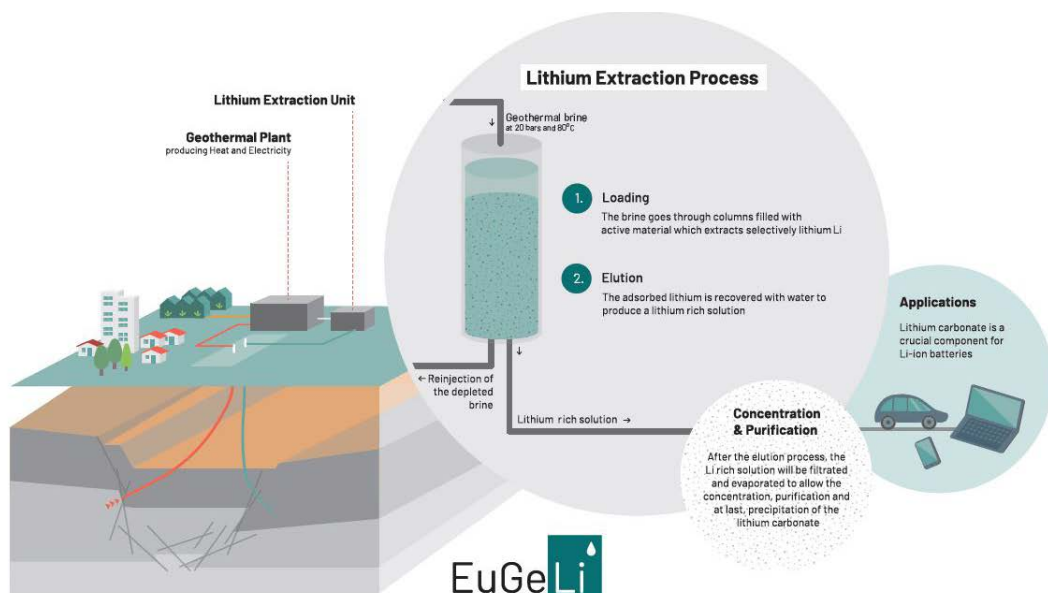 Lithium Extraction Process
Lithium Extraction Unit
Geothermal Plant
producing Heat and Electricity
Geothermal brine
at 20 bars and 80°C
1. Loading
The brine goes through columns filled with
active material which extracts selectively lithium Li
2. Elution
The adsorbed lithium is recovered with water to
produce a lithium rich solution
← Reinjection of
the depleted
brine
Lithium rich solution →
Concentration
& Purification
After the elution process, the
Li rich solution will be filtrated
and evaporated to allow the
concentration, purification and
at last, precipitation of the
lithium carbonate
Applications
Lithium carbonate is a
crucial component for
Li-ion batteries
EuGeLi